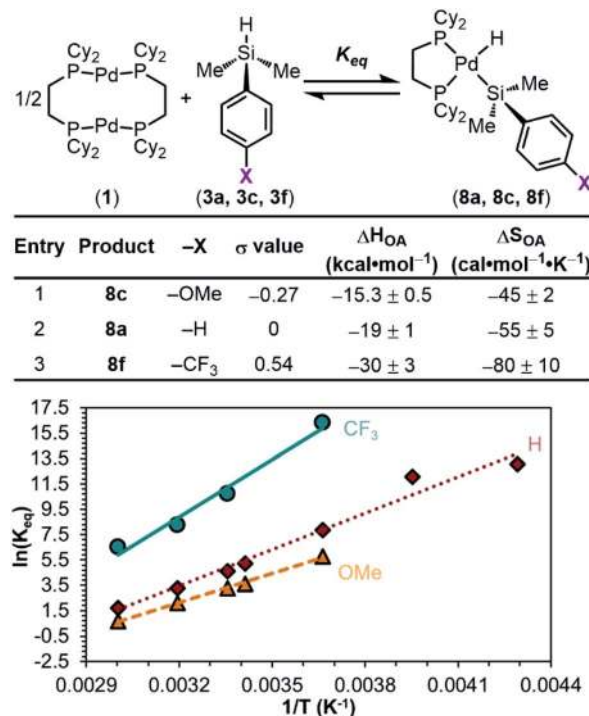 Cy₂ Cy₂ H Cy₂ H
P Pd P Si P Pd
1/2 + Me Me K_eq Si Me
P Pd P P Me
Cy₂ Cy₂ X Cy₂ X
(1) (3a, 3c, 3f) (8a, 8c, 8f)
Entry Product –X σ value ΔH_OA (kcal•mol⁻¹) ΔS_OA (cal•mol⁻¹•K⁻¹)
1 8c –OMe –0.27 –15.3 ± 0.5 –45 ± 2
2 8a –H 0 –19 ± 1 –55 ± 5
3 8f –CF₃ 0.54 –30 ± 3 –80 ± 10
17.5
15.5
13.5
11.5
9.5
7.5
5.5
3.5
1.5
-0.5
-2.5
ln(K_eq)
CF₃
H
OMe
0.0029 0.0032 0.0035 0.0038 0.0041 0.0044
1/T (K⁻¹)